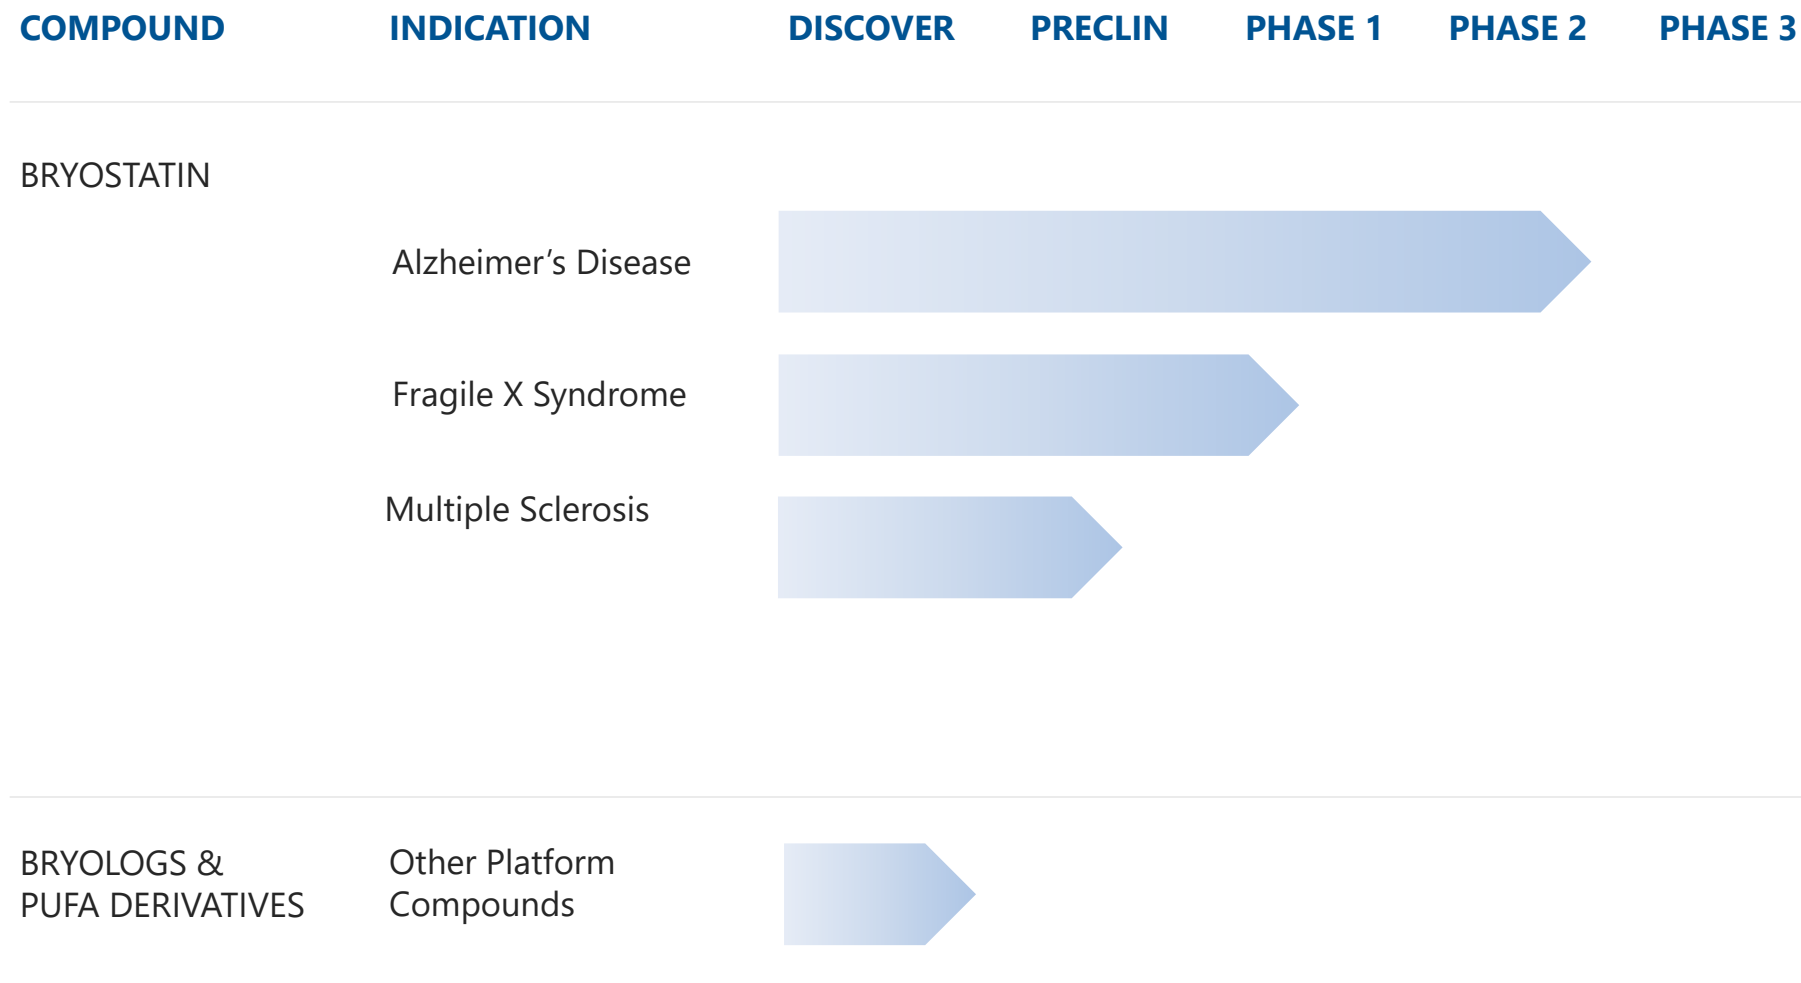 COMPOUND INDICATION DISCOVER PRECLIN PHASE 1 PHASE 2 PHASE 3
BRYOSTATIN
Alzheimer’s Disease
Fragile X Syndrome
Multiple Sclerosis
BRYOLOGS &
PUFA DERIVATIVES
Other Platform
Compounds